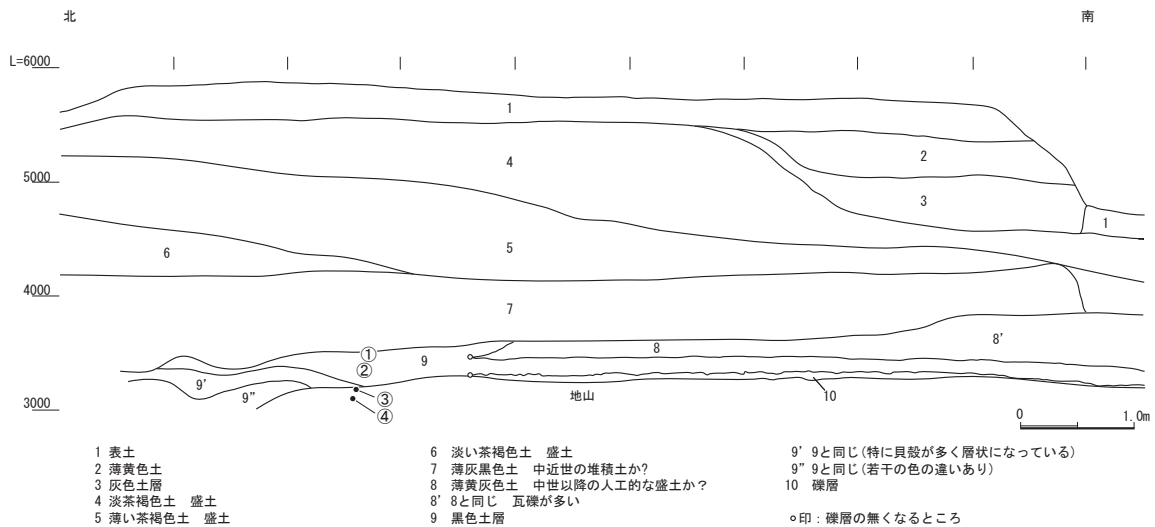 北 南
L=6000
1
2
4
3
5000
1
5
6
4000
7
8'
① 9 8
②
9'
9"
③ 地山 10
④
3000
0 1.0m
1 表土
2 薄黄色土
3 灰色土層
4 淡茶褐色土 盛土
5 薄い茶褐色土 盛土
6 淡い茶褐色土 盛土
7 薄灰黒色土 中近世の堆積土か?
8 薄黄灰色土 中世以降の人工的な盛土か？
8' 8と同じ 瓦礫が多い
9 黒色土層
9' 9と同じ(特に貝殻が多く層状になっている)
9" 9と同じ(若干の色の違いあり)
10 礫層
○印：礫層の無くなるところ